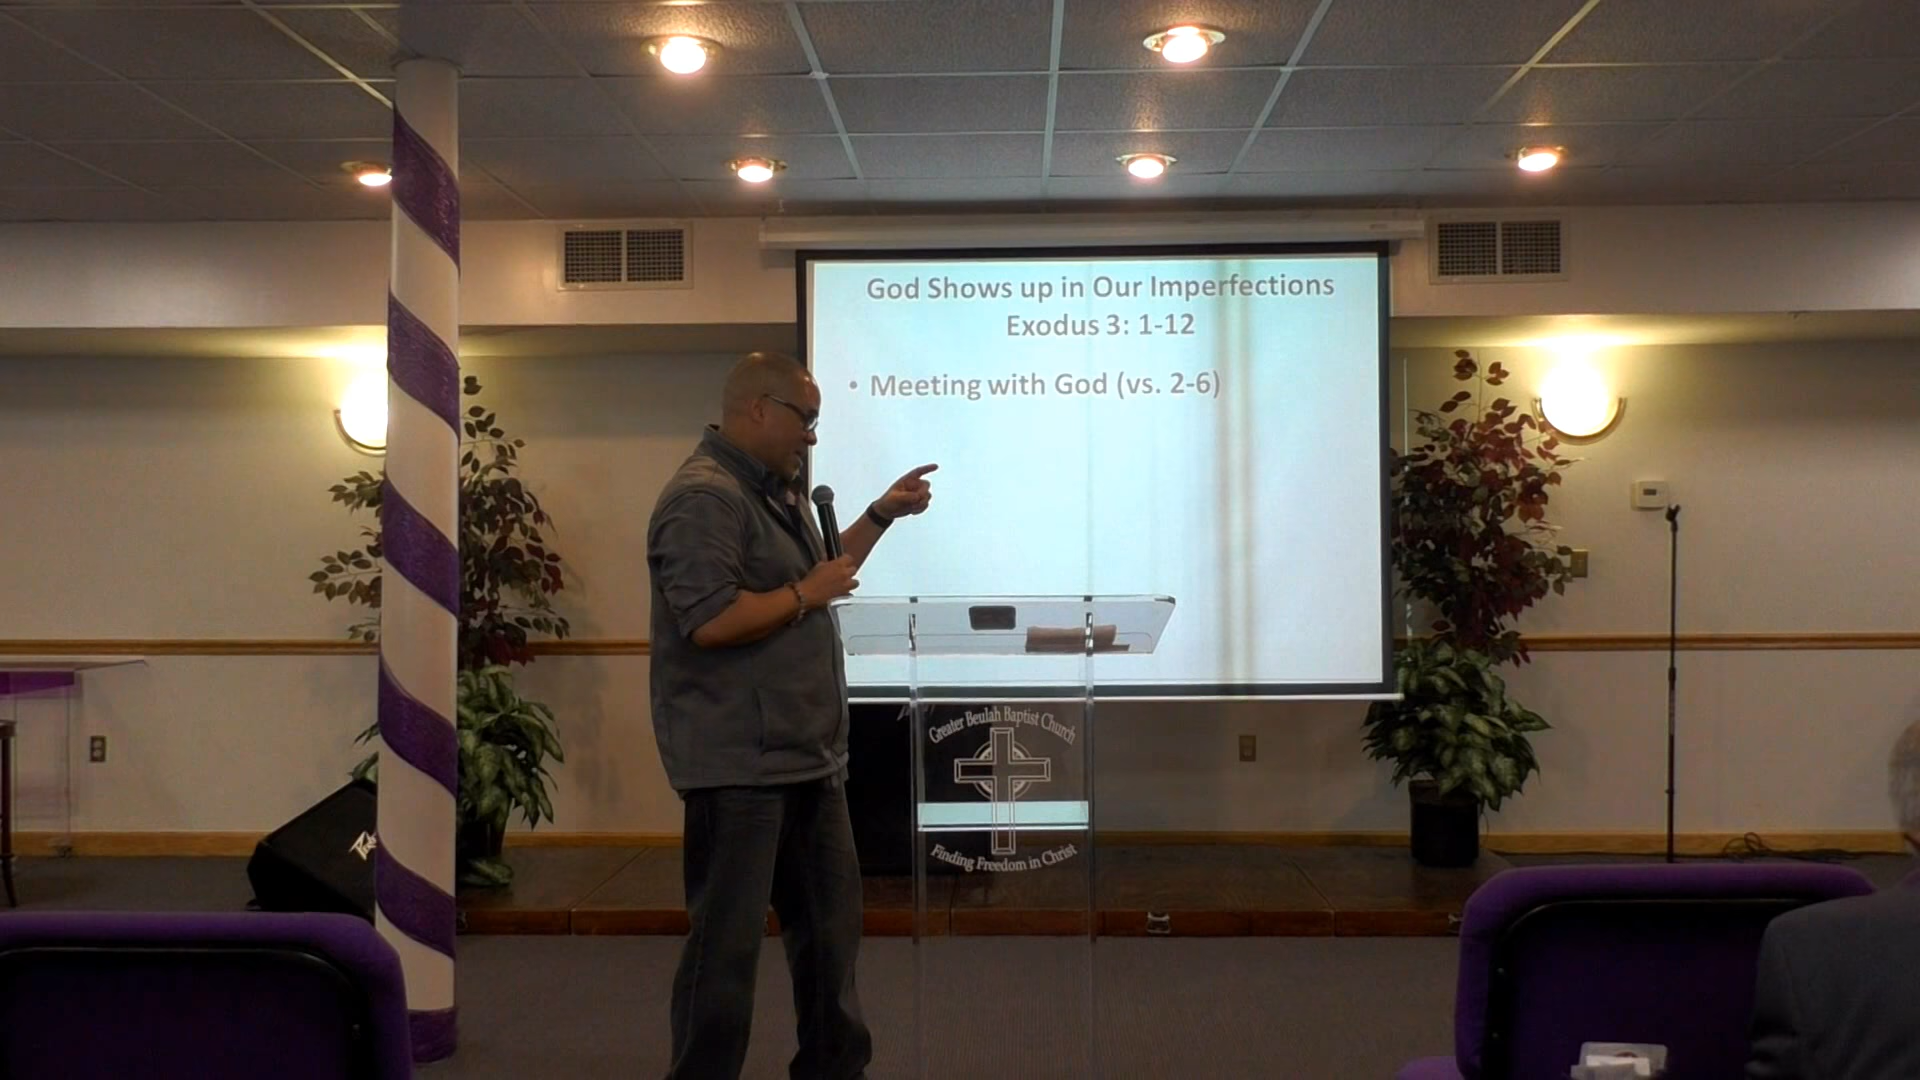 God Shows up in Our Imperfections
Exodus 3: 1-12
• Meeting with God (vs. 2-6)
Greater Beulah Baptist Church
Finding Freedom in Christ